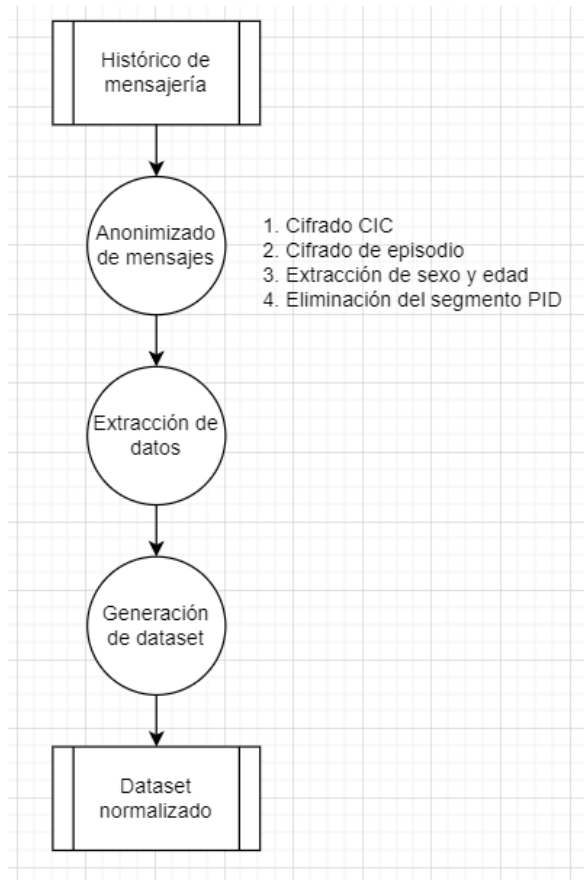 Histórico de
mensajería
Anonimizado
de mensajes
1. Cifrado CIC
2. Cifrado de episodio
3. Extracción de sexo y edad
4. Eliminación del segmento PID
Extracción de
datos
Generación
de dataset
Dataset
normalizado